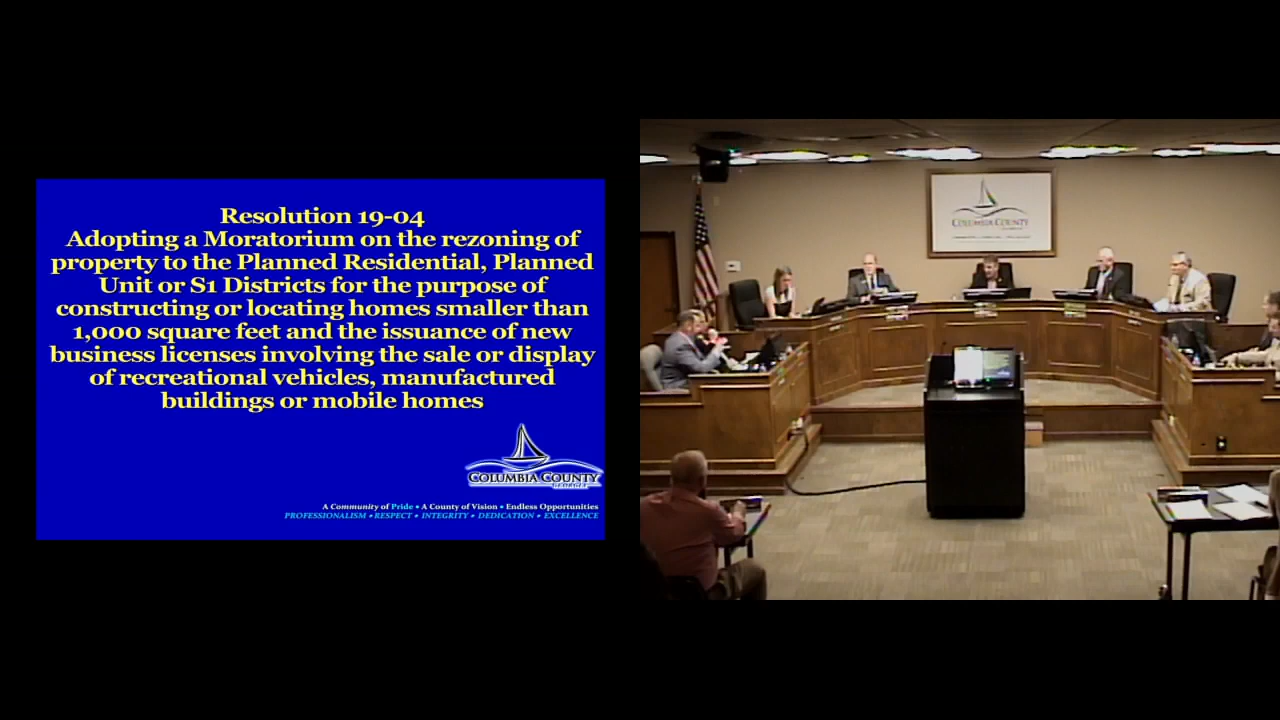 Resolution 19-04
Adopting a Moratorium on the rezoning of
property to the Planned Residential, Planned
Unit or S1 Districts for the purpose of
constructing or locating homes smaller than
1,000 square feet and the issuance of new
business licenses involving the sale or display
of recreational vehicles, manufactured
buildings or mobile homes
COLUMBIA COUNTY
GEORGIA
A Community of Pride • A County of Vision • Endless Opportunities
PROFESSIONALISM • RESPECT • INTEGRITY • DEDICATION • EXCELLENCE
COLUMBIA COUNTY